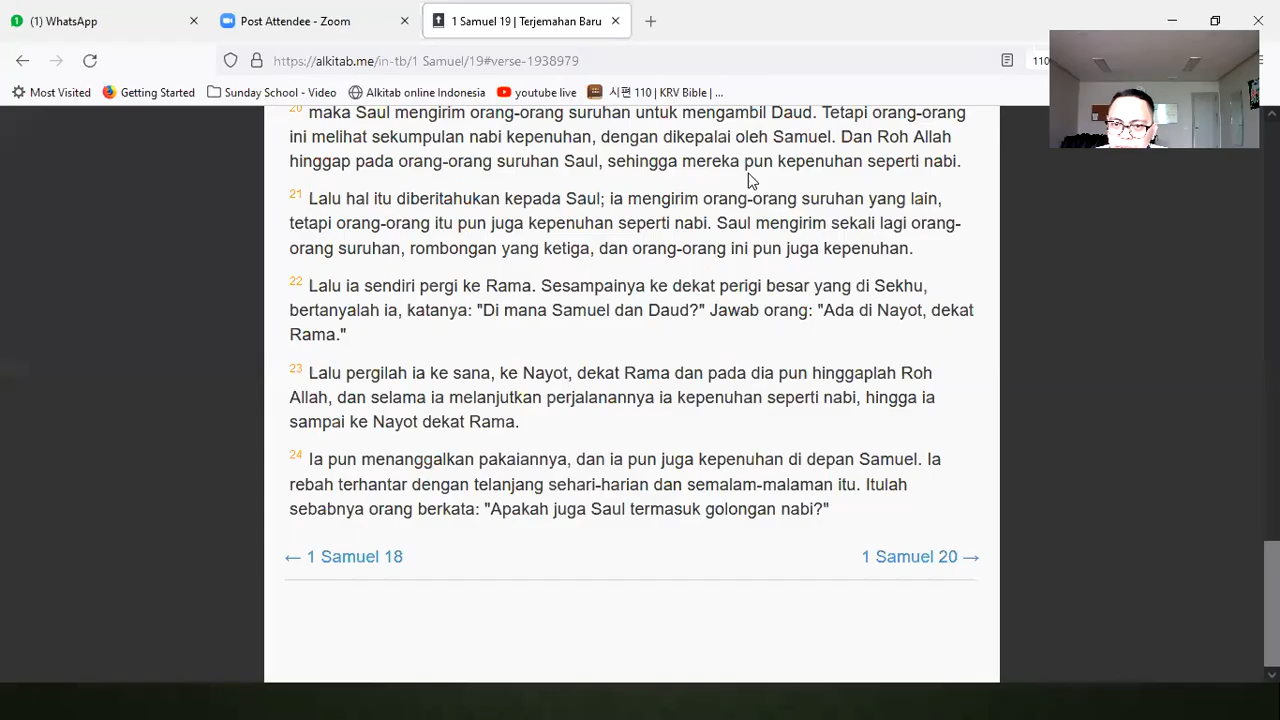 (1) WhatsApp
Post Attendee - Zoom
1 Samuel 19 | Terjemahan Baru
https://alkitab.me/in-tb/1 Samuel/19#verse-1938979
110
Most Visited
Getting Started
Sunday School - Video
Alkitab online Indonesia
youtube live
시편 110 | KRV Bible | ...
20 maka Saul mengirim orang-orang suruhan untuk mengambil Daud. Tetapi orang-orang
ini melihat sekumpulan nabi kepenuhan, dengan dikepalai oleh Samuel. Dan Roh Allah
hinggap pada orang-orang suruhan Saul, sehingga mereka pun kepenuhan seperti nabi.
21 Lalu hal itu diberitahukan kepada Saul; ia mengirim orang-orang suruhan yang lain,
tetapi orang-orang itu pun juga kepenuhan seperti nabi. Saul mengirim sekali lagi orang-
orang suruhan, rombongan yang ketiga, dan orang-orang ini pun juga kepenuhan.
22 Lalu ia sendiri pergi ke Rama. Sesampainya ke dekat perigi besar yang di Sekhu,
bertanyalah ia, katanya: "Di mana Samuel dan Daud?" Jawab orang: "Ada di Nayot, dekat
Rama."
23 Lalu pergilah ia ke sana, ke Nayot, dekat Rama dan pada dia pun hinggaplah Roh
Allah, dan selama ia melanjutkan perjalanannya ia kepenuhan seperti nabi, hingga ia
sampai ke Nayot dekat Rama.
24 Ia pun menanggalkan pakaiannya, dan ia pun juga kepenuhan di depan Samuel. Ia
rebah terhantar dengan telanjang sehari-harian dan semalam-malaman itu. Itulah
sebabnya orang berkata: "Apakah juga Saul termasuk golongan nabi?"
← 1 Samuel 18
1 Samuel 20 →